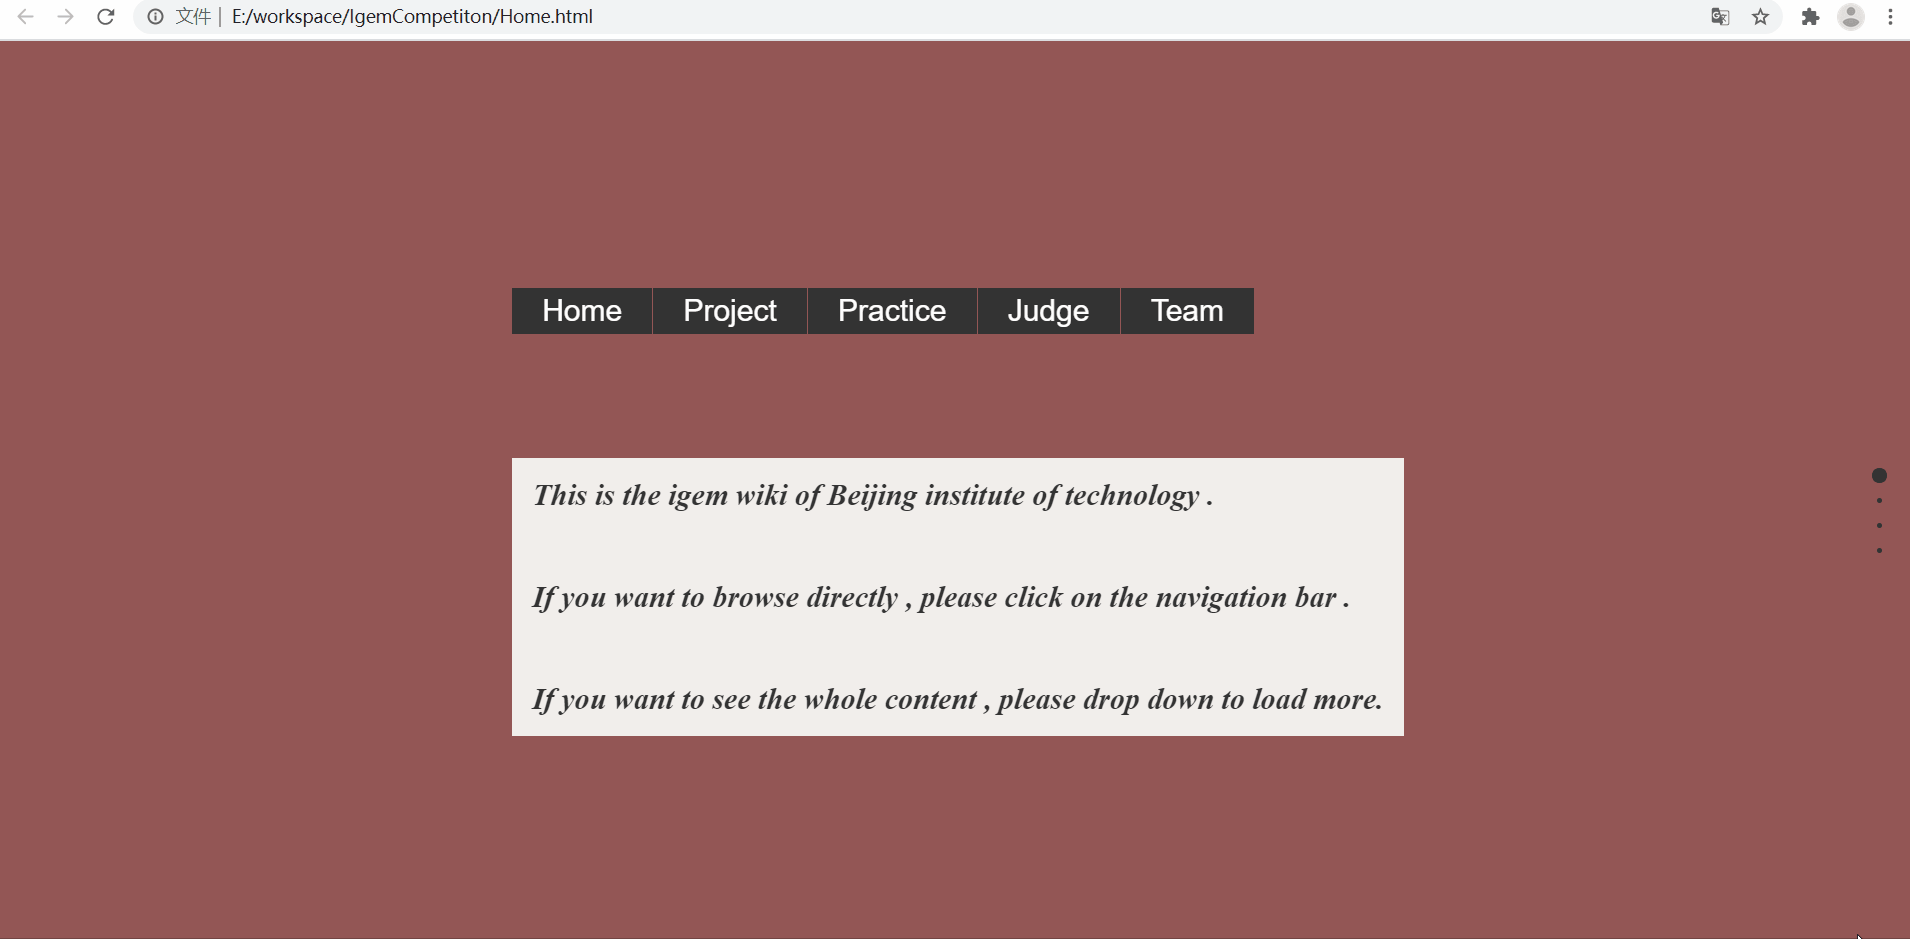 文件 | E:/workspace/IgemCompetiton/Home.html
Home Project Practice Judge Team
This is the igem wiki of Beijing institute of technology .
If you want to browse directly , please click on the navigation bar .
If you want to see the whole content , please drop down to load more.